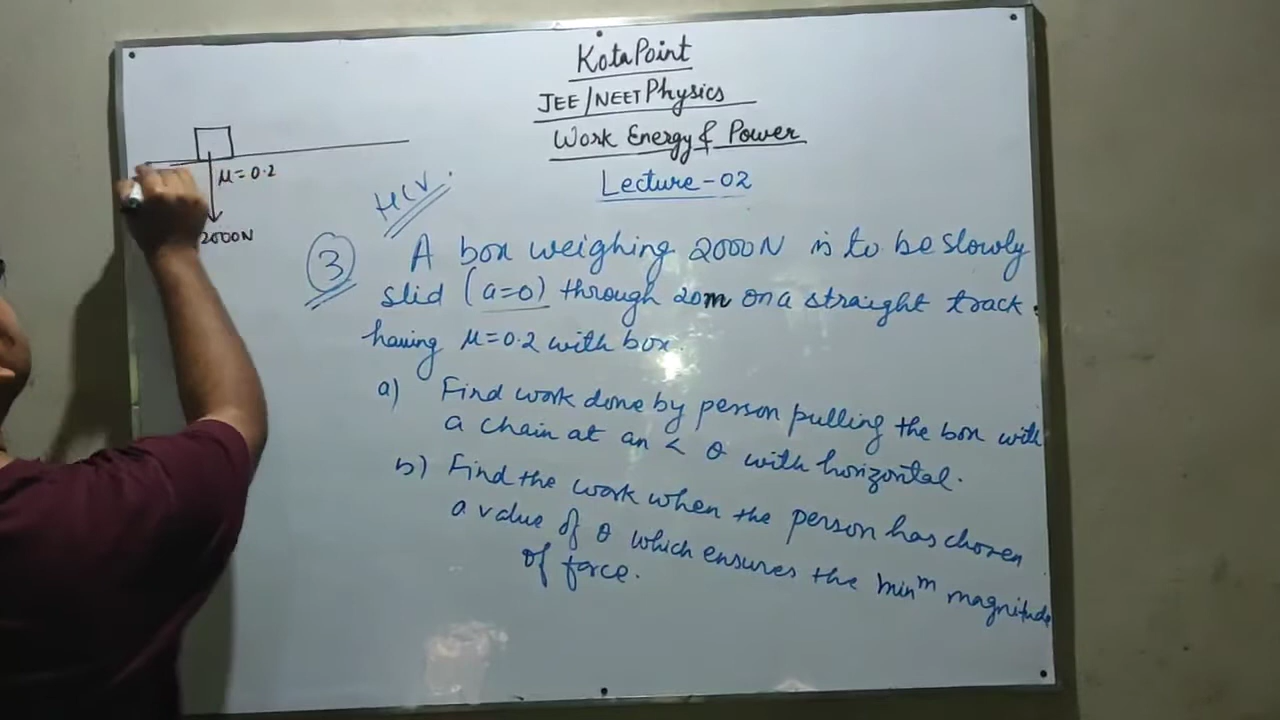 KotaPoint
JEE/NEET Physics
Work Energy & Power
Lecture-02
μ=0.2
2000N
HCV.
3 A box weighing 2000N is to be slowly
slid (a=0) through 20m on a straight track
having μ=0.2 with box.
a) Find work done by person pulling the box with
a chain at an < θ with horizontal.
b) Find the work when the person has chosen
a value of θ which ensures the minᵐ magnitude
of force.